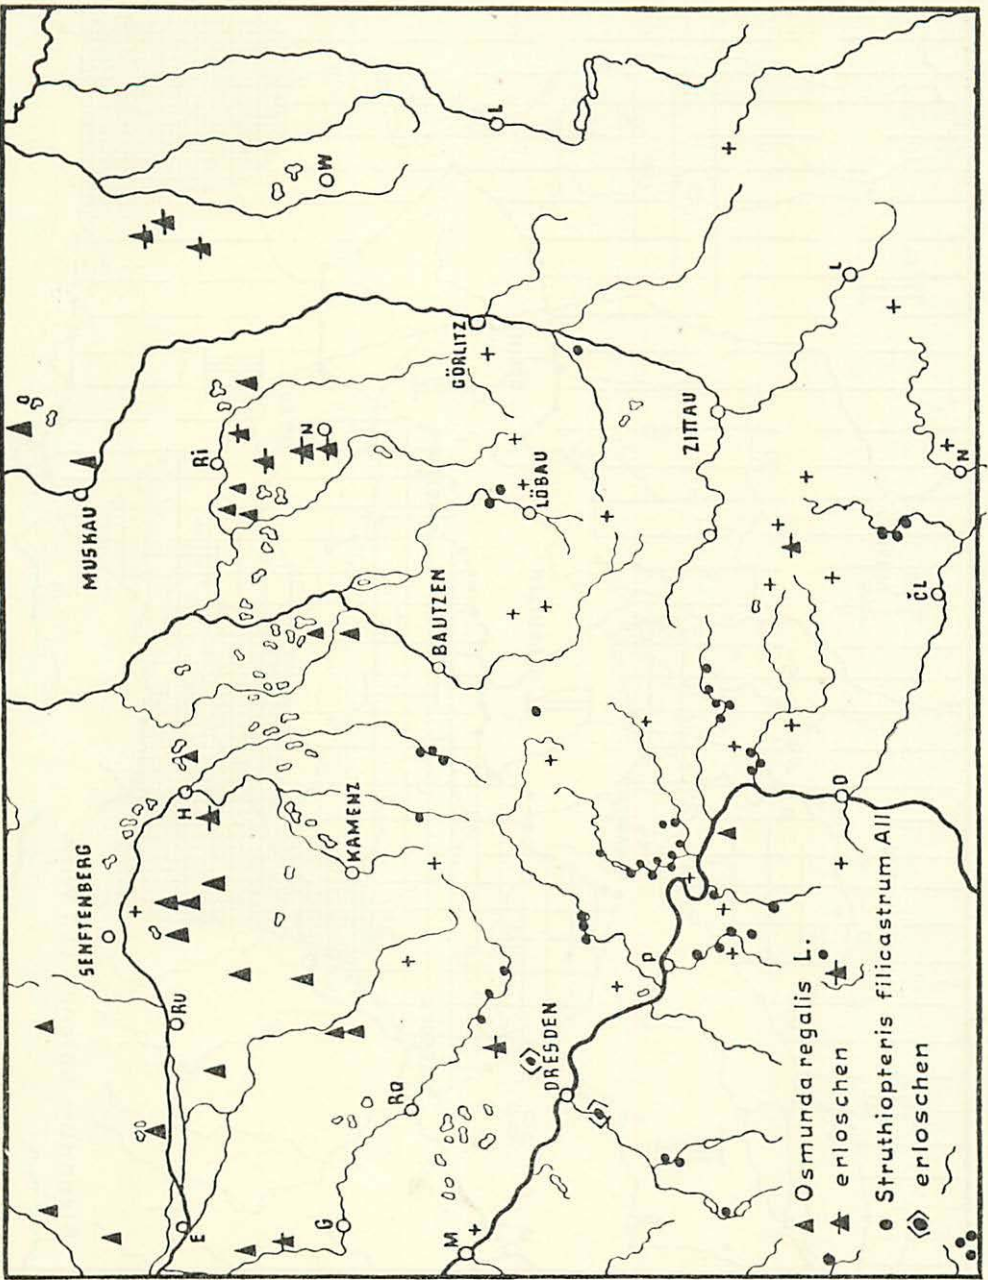 MUSKAU
SENFTENBERG
Ru
E
H
Ri
N
W
L
GÖRLITZ
LÖBAU
BAUTZEN
KAMENZ
G
Ra
M
DRESDEN
P
ZITTAU
L
N
ČL
D
Osmunda regalis L.
erloschen
Struthiopteris filicastrum All
erloschen